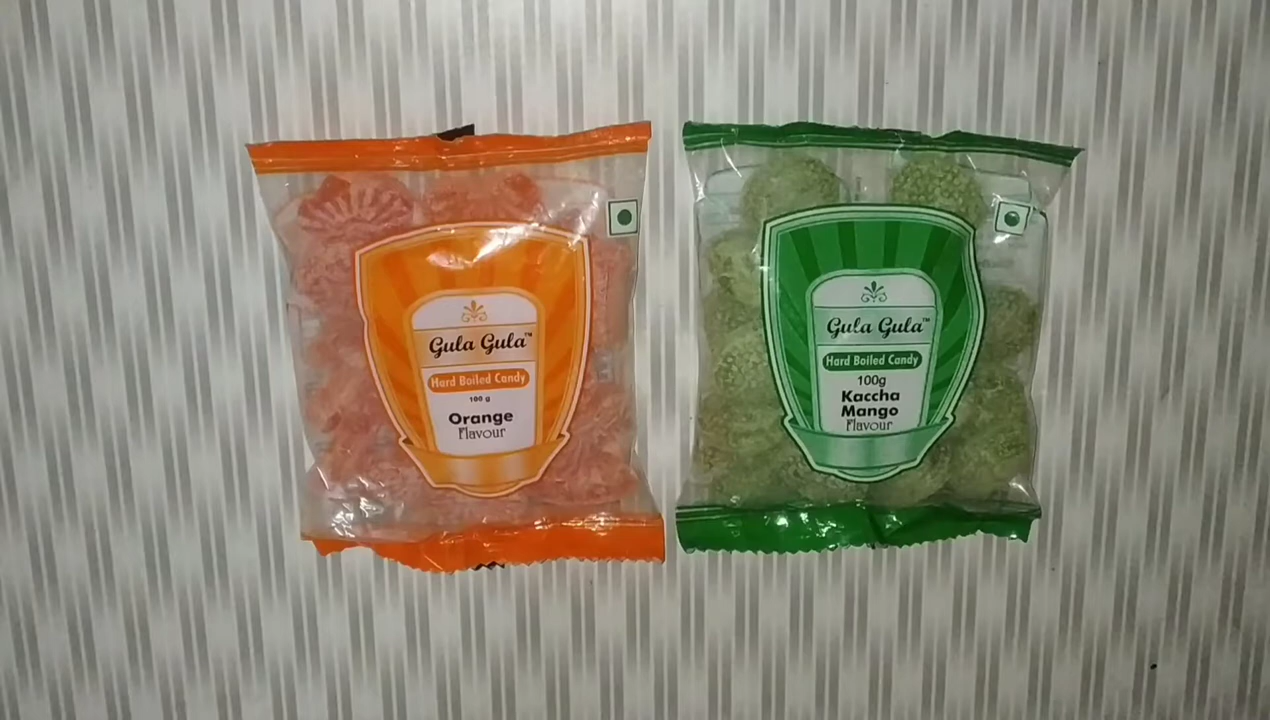 Gula Gula™
Hard Boiled Candy
100 g
Orange
Flavour
Gula Gula™
Hard Boiled Candy
100g
Kaccha
Mango
Flavour